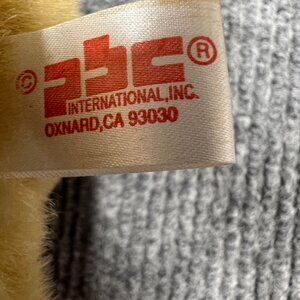 © abc ®
INTERNATIONAL, INC.
OXNARD, CA 93030